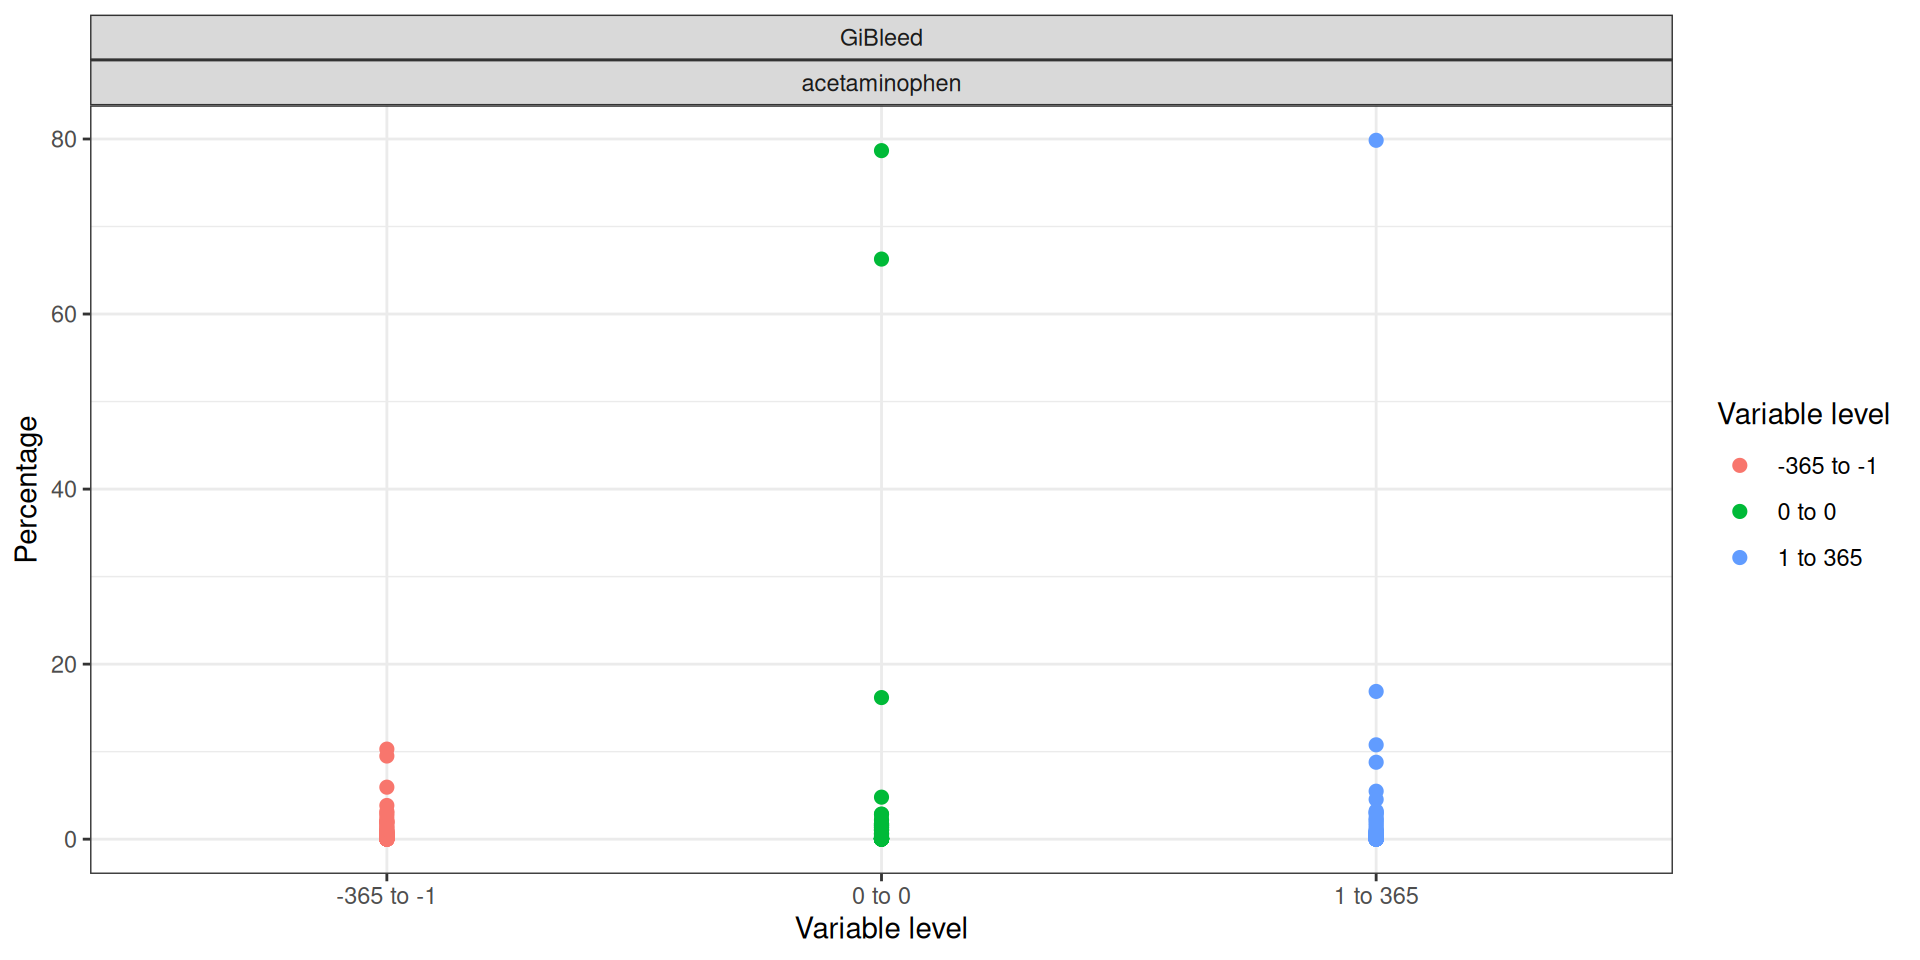 GiBleed
acetaminophen
80
60
40
20
0
Percentage
-365 to -1
0 to 0
1 to 365
Variable level
Variable level
-365 to -1
0 to 0
1 to 365